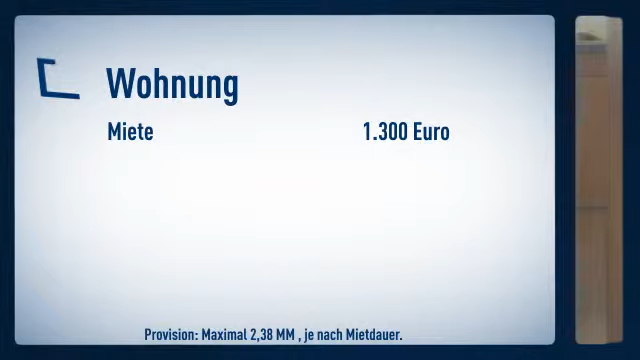 Wohnung
Miete 1.300 Euro
Provision: Maximal 2,38 MM , je nach Mietdauer.